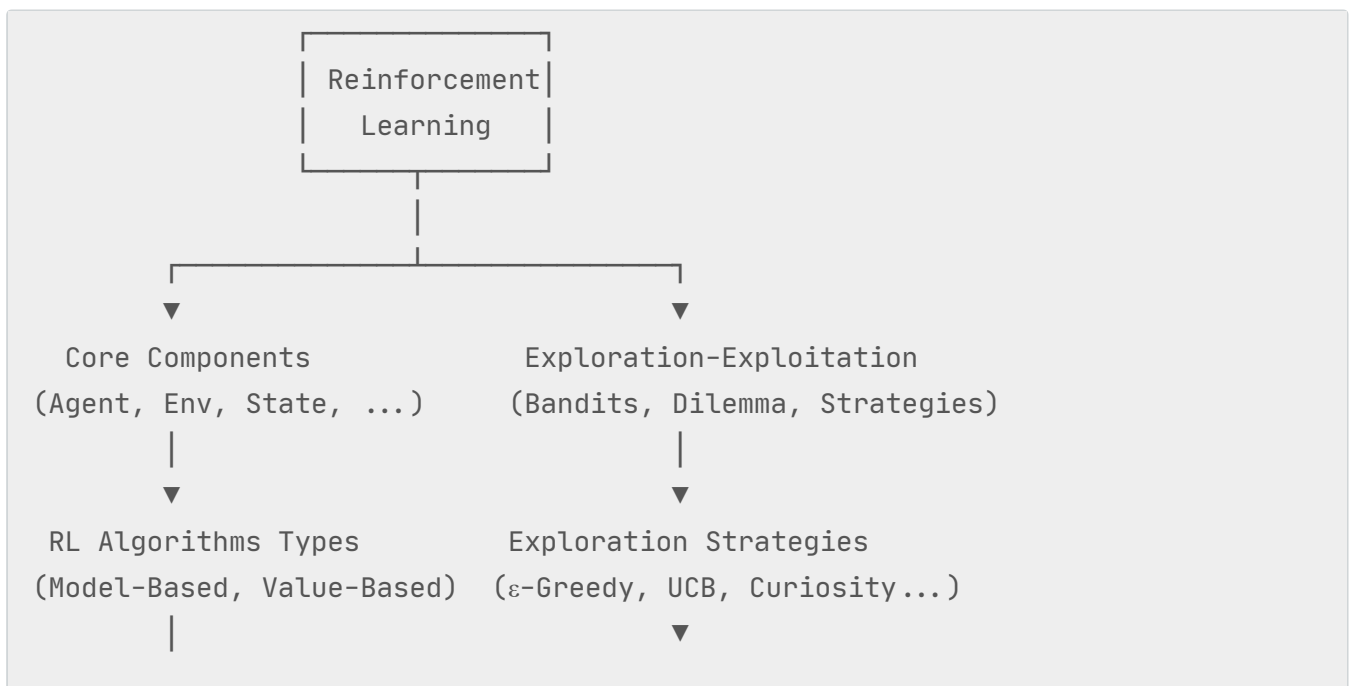 Reinforcement
Learning
Core Components Exploration-Exploitation
(Agent, Env, State, ...) (Bandits, Dilemma, Strategies)
RL Algorithms Types Exploration Strategies
(Model-Based, Value-Based) (ε-Greedy, UCB, Curiosity...)